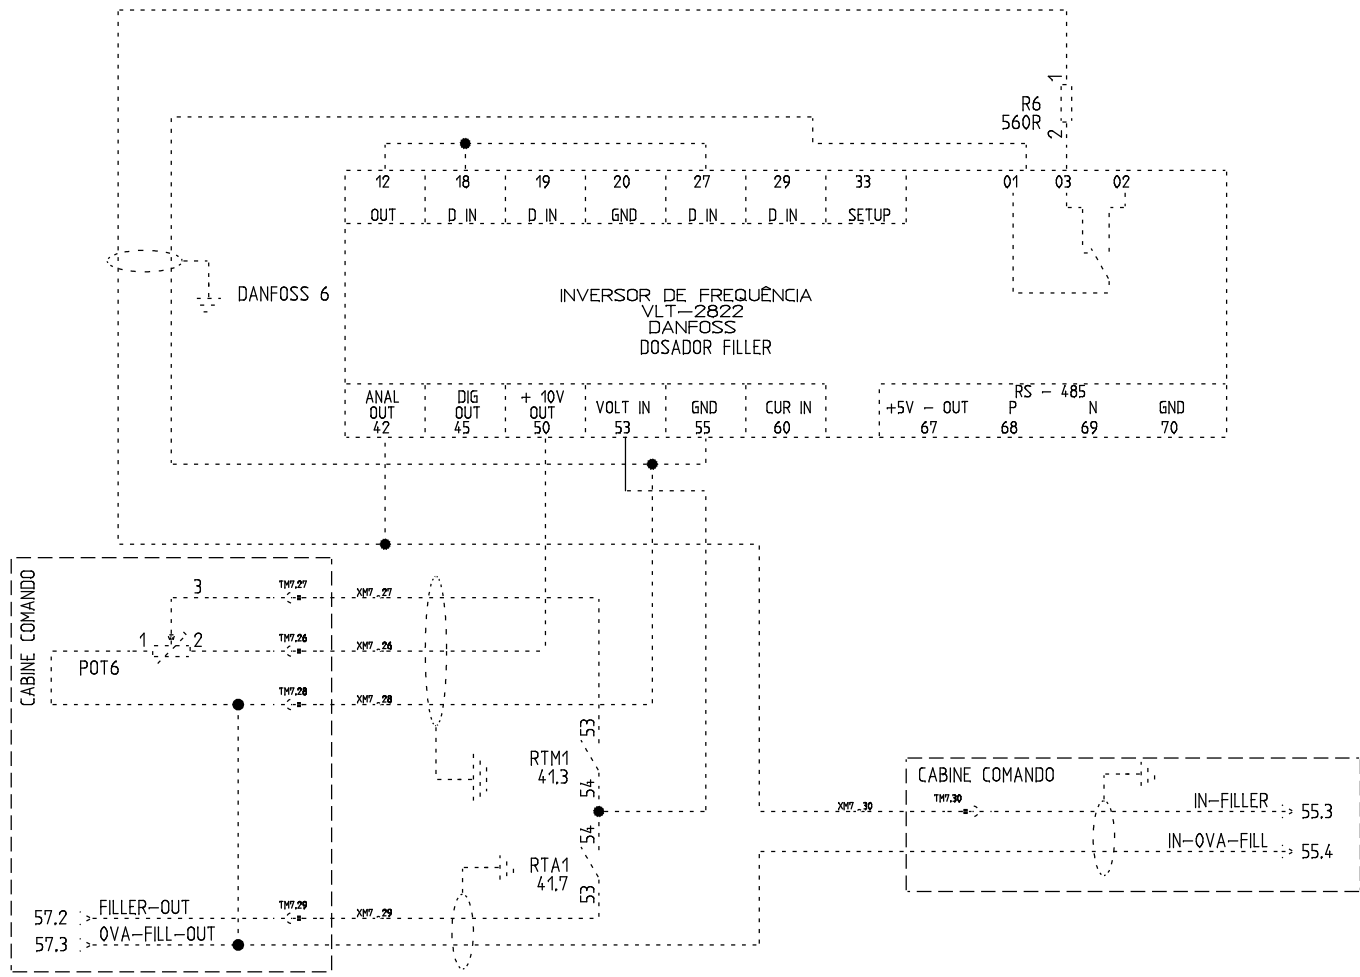 1
R6
560R
2
12
18
19
20
27
29
33
01
03
02
OUT
D IN
D IN
GND
D IN
D IN
SETUP
DANFOSS 6
INVERSOR DE FREQUÊNCIA
VLT-2822
DANFOSS
DOSADOR FILLER
ANAL
OUT
42
DIG
OUT
45
+ 10V
OUT
50
VOLT IN
53
GND
55
CUR IN
60
RS - 485
+5V - OUT
67
P
68
N
69
GND
70
CABINE COMANDO
3
TM7.27
XM7 .27
1
2
TM7.26
XM7 .26
POT6
TM7.28
XM7 .28
53
RTM1
41.3
54
54
RTA1
41.7
53
CABINE COMANDO
XM7 .30
TM7.30
IN-FILLER
55.3
IN-0VA-FILL
55.4
57.2
FILLER-OUT
TM7.29
XM7 .29
57.3
0VA-FILL-OUT